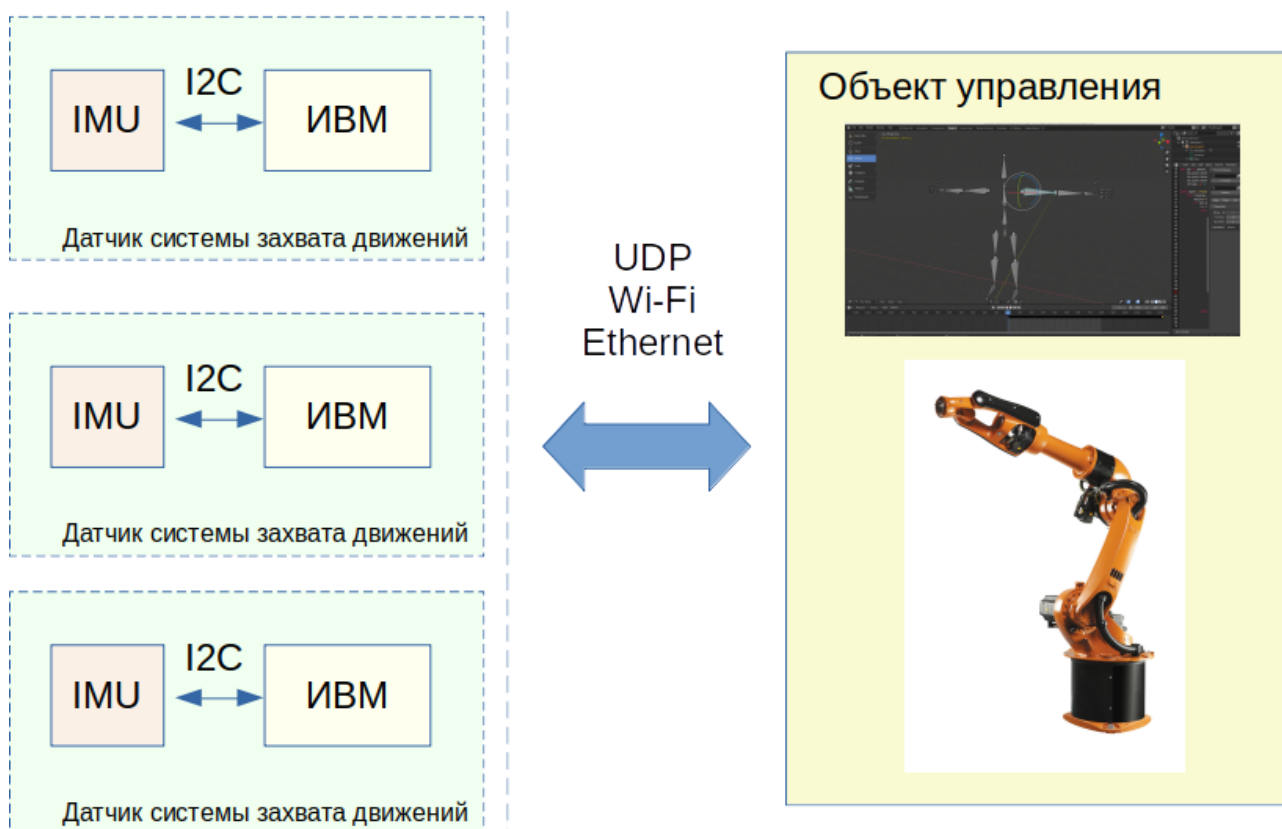 I2C
IMU
ИВМ
Датчик системы захвата движений
I2C
IMU
ИВМ
Датчик системы захвата движений
I2C
IMU
ИВМ
Датчик системы захвата движений
UDP
Wi-Fi
Ethernet
Объект управления